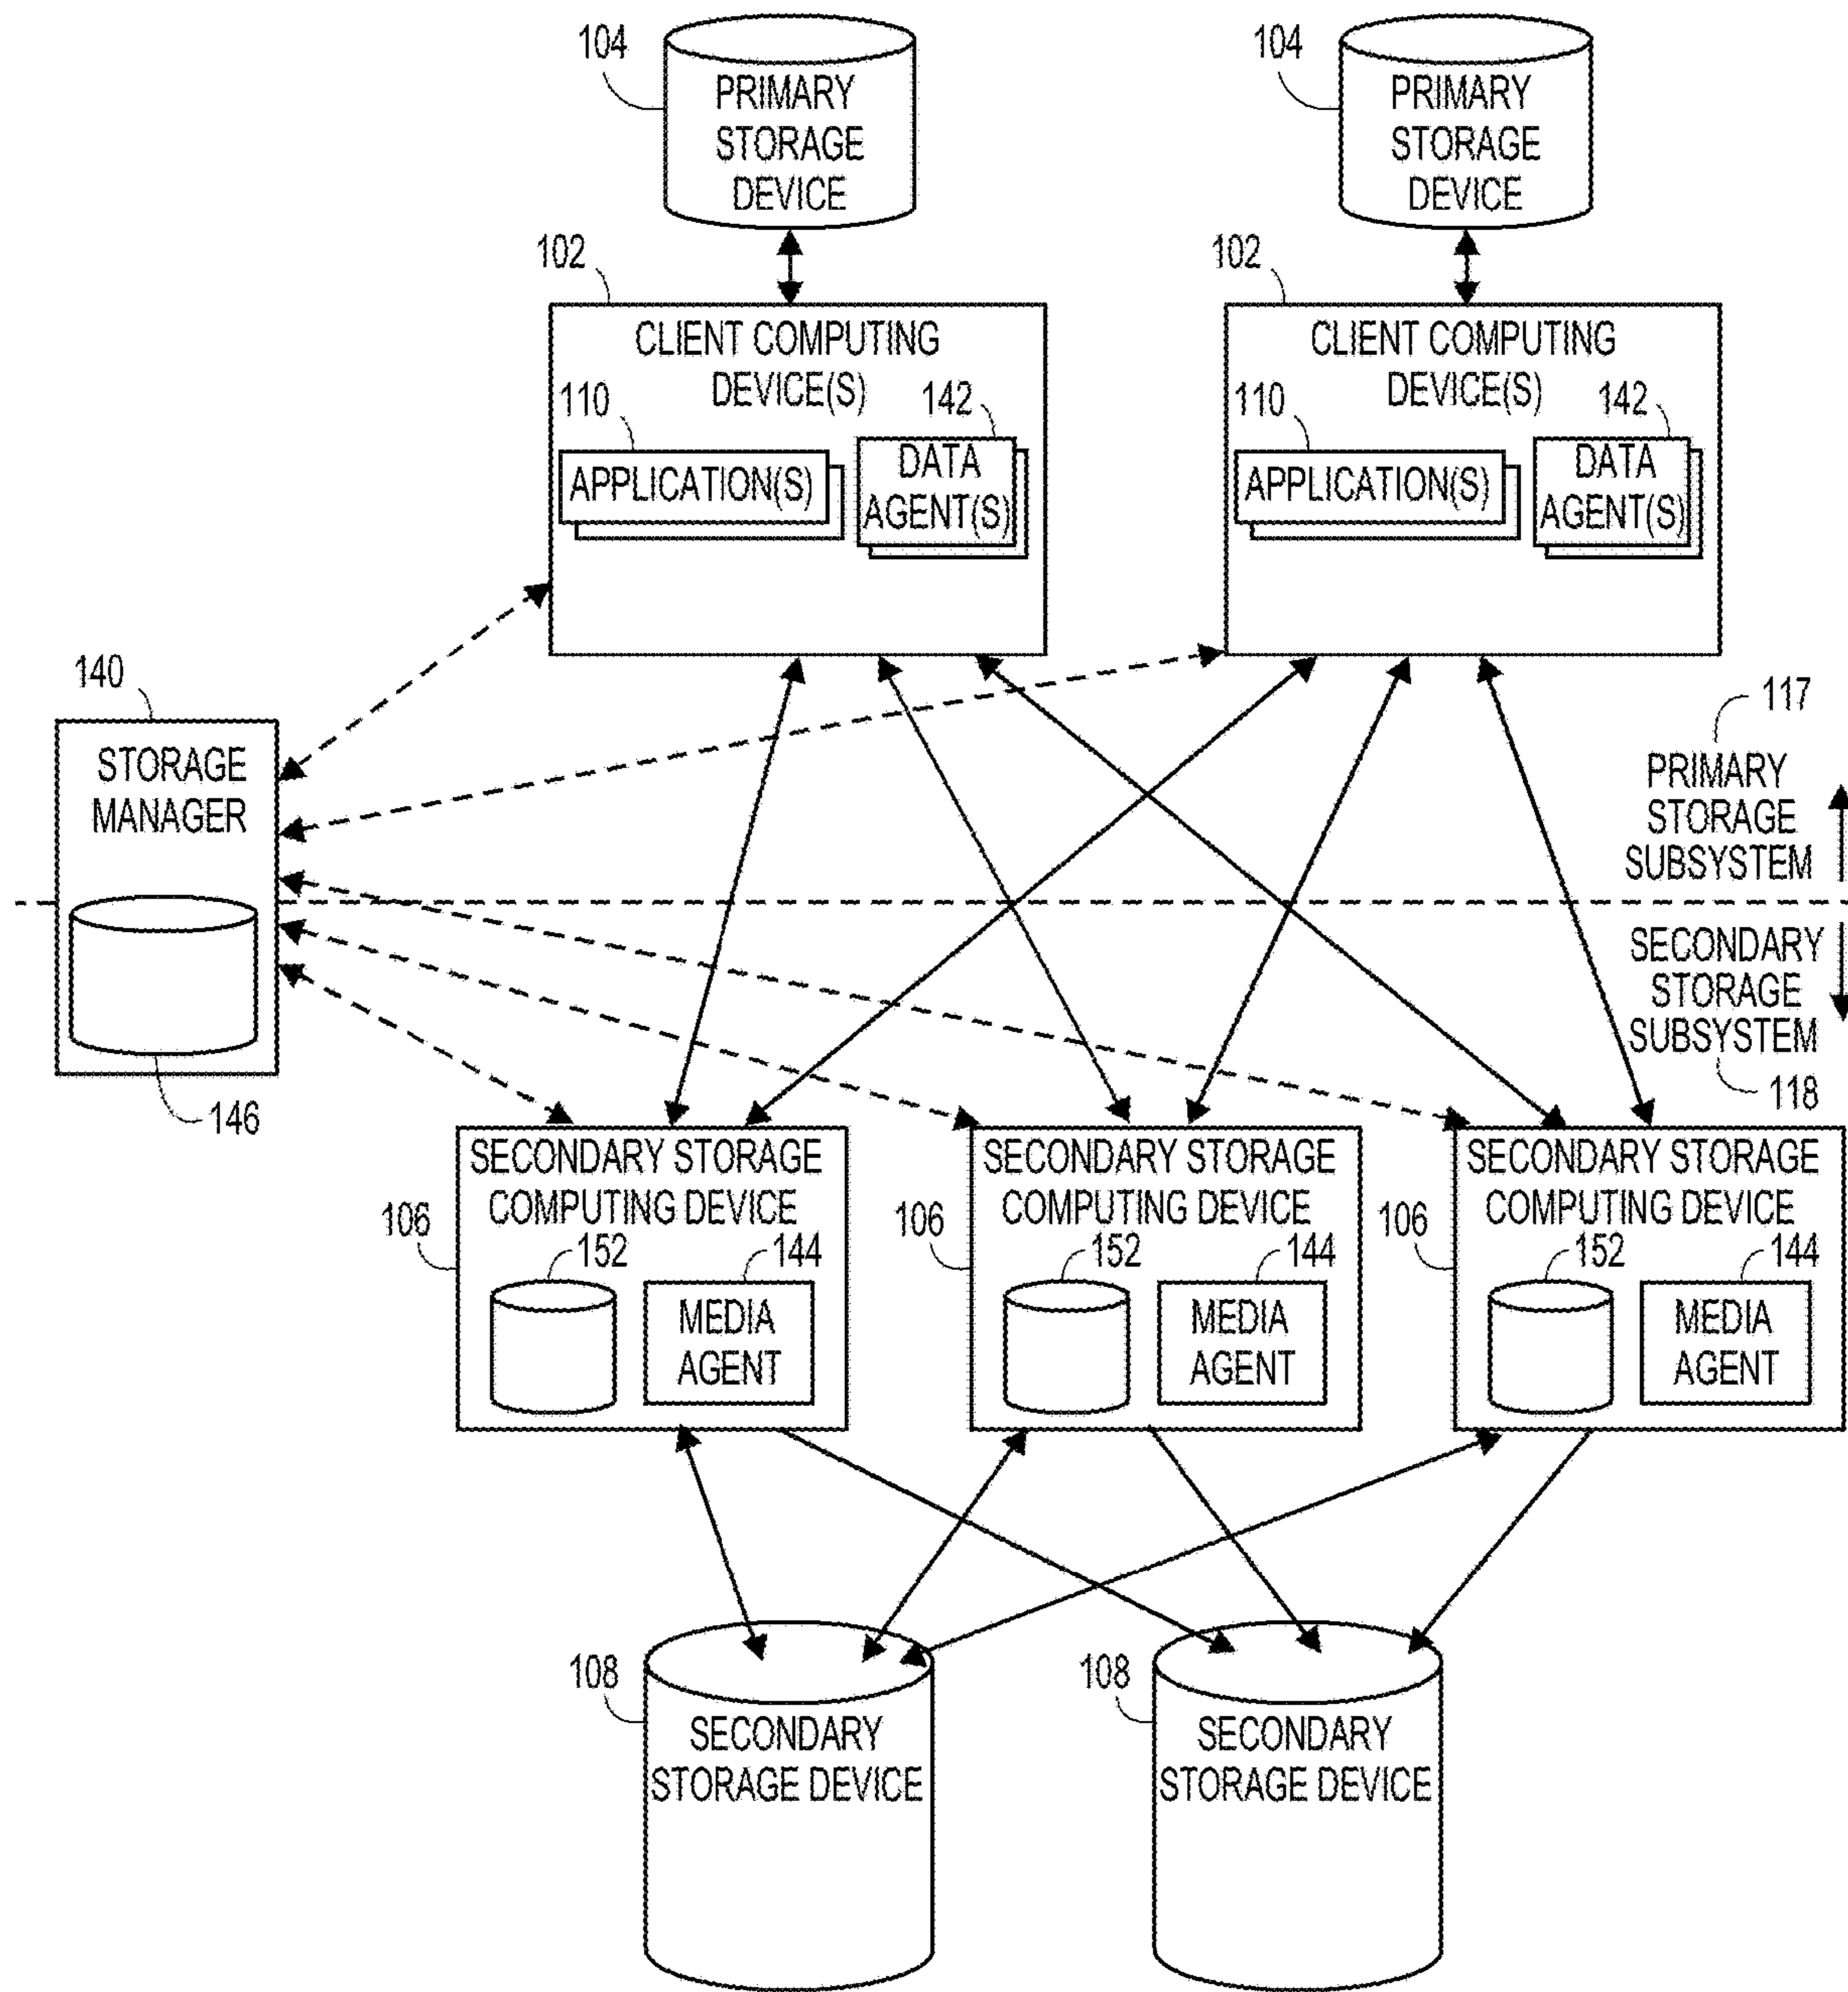 104
PRIMARY
STORAGE
DEVICE
104
PRIMARY
STORAGE
DEVICE
102
CLIENT COMPUTING
DEVICE(S)
110
APPLICATION(S)
142
DATA
AGENT(S)
102
CLIENT COMPUTING
DEVICE(S)
110
APPLICATION(S)
142
DATA
AGENT(S)
140
STORAGE
MANAGER
146
117
PRIMARY
STORAGE
SUBSYSTEM
SECONDARY
STORAGE
SUBSYSTEM
118
106
SECONDARY STORAGE
COMPUTING DEVICE
152
144
MEDIA
AGENT
106
SECONDARY STORAGE
COMPUTING DEVICE
152
144
MEDIA
AGENT
106
SECONDARY STORAGE
COMPUTING DEVICE
152
144
MEDIA
AGENT
108
SECONDARY
STORAGE DEVICE
108
SECONDARY
STORAGE DEVICE